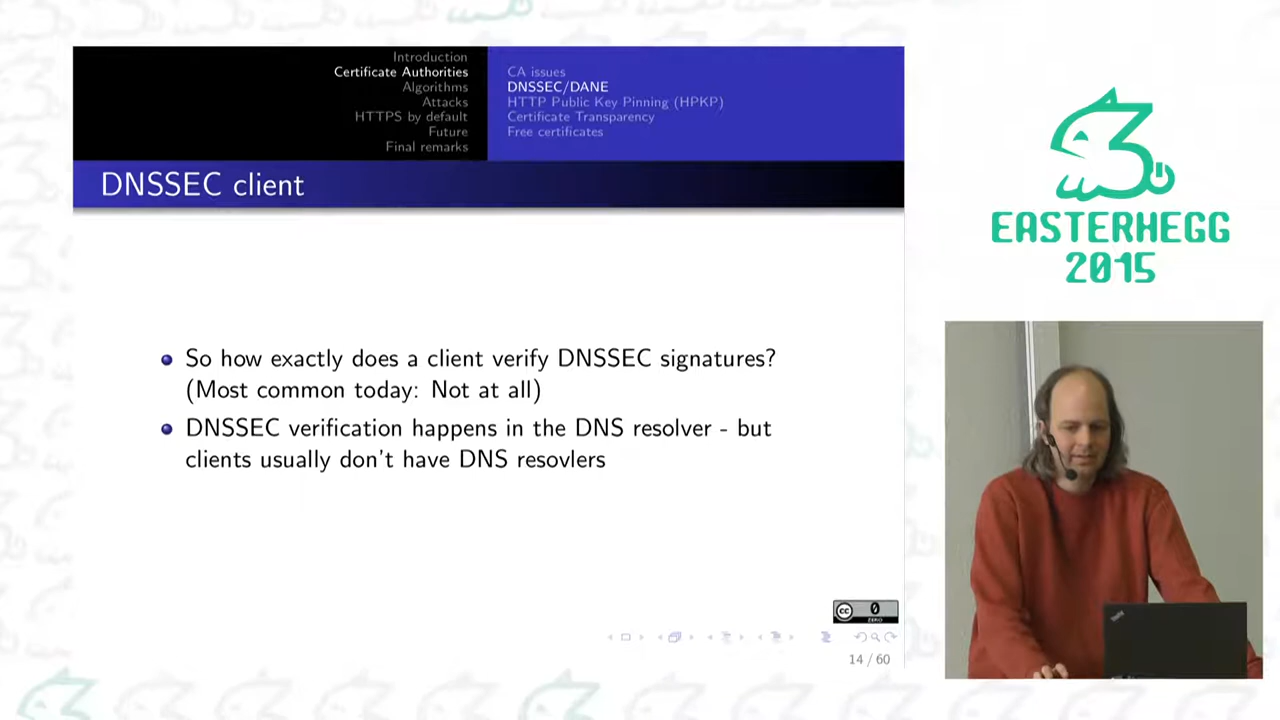 Introduction
Certificate Authorities
Algorithms
Attacks
HTTPS by default
Future
Final remarks
CA issues
DNSSEC/DANE
HTTP Public Key Pinning (HPKP)
Certificate Transparency
Free certificates
DNSSEC client
So how exactly does a client verify DNSSEC signatures?
(Most common today: Not at all)
DNSSEC verification happens in the DNS resolver - but
clients usually don't have DNS resovlers
cc 0
ZERO
14 / 60
EASTERHEGG
2015